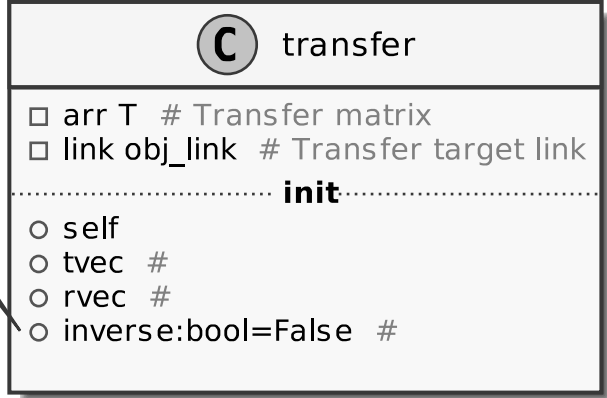 C transfer
arr T # Transfer matrix
link obj_link # Transfer target link
init
self
tvec #
rvec #
inverse:bool=False #